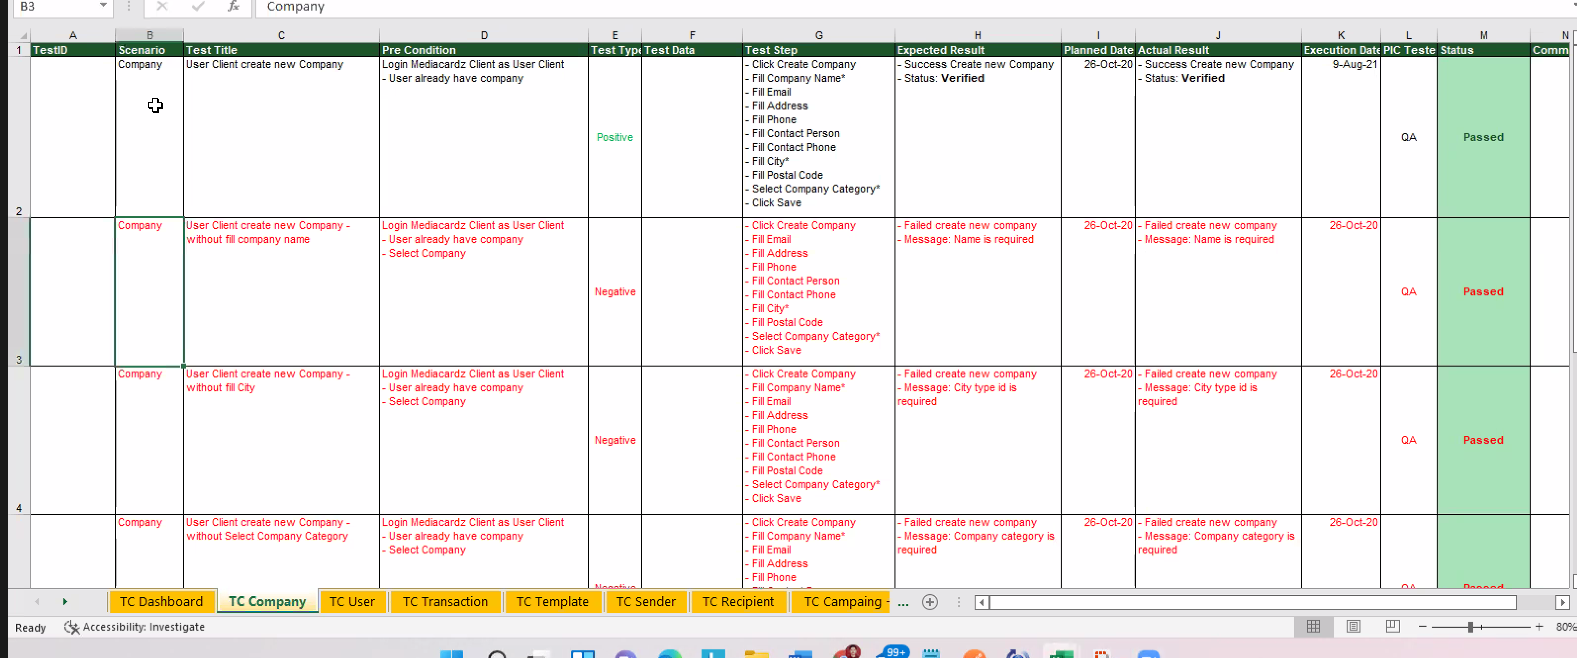 B3
fx
Company
A B C D E F G H I J K L M N
1 TestID Scenario Test Title Pre Condition Test Type Test Data Test Step Expected Result Planned Date Actual Result Execution Date PIC Teste Status Comm
2
Company
User Client create new Company
Login Mediacardz Client as User Client
- User already have company
Positive
- Click Create Company
- Fill Company Name*
- Fill Email
- Fill Address
- Fill Phone
- Fill Contact Person
- Fill Contact Phone
- Fill City*
- Fill Postal Code
- Select Company Category*
- Click Save
- Success Create new Company
- Status: Verified
26-Oct-20
- Success Create new Company
- Status: Verified
9-Aug-21
QA
Passed
3
Company
User Client create new Company -
without fill company name
Login Mediacardz Client as User Client
- User already have company
- Select Company
Negative
- Click Create Company
- Fill Email
- Fill Address
- Fill Phone
- Fill Contact Person
- Fill Contact Phone
- Fill City*
- Fill Postal Code
- Select Company Category*
- Click Save
- Failed create new company
- Message: Name is required
26-Oct-20
- Failed create new company
- Message: Name is required
26-Oct-20
QA
Passed
4
Company
User Client create new Company -
without fill City
Login Mediacardz Client as User Client
- User already have company
- Select Company
Negative
- Click Create Company
- Fill Company Name*
- Fill Email
- Fill Address
- Fill Phone
- Fill Contact Person
- Fill Contact Phone
- Fill Postal Code
- Select Company Category*
- Click Save
- Failed create new company
- Message: City type id is
required
26-Oct-20
- Failed create new company
- Message: City type id is
required
26-Oct-20
QA
Passed
Company
User Client create new Company -
without Select Company Category
Login Mediacardz Client as User Client
- User already have company
- Select Company
Negative
- Click Create Company
- Fill Company Name*
- Fill Email
- Fill Address
- Fill Phone
- Failed create new company
- Message: Company category is
required
26-Oct-20
- Failed create new company
- Message: Company category is
required
26-Oct-20
QA
Passed
TC Dashboard TC Company TC User TC Transaction TC Template TC Sender TC Recipient TC Campaing - ...
Ready Accessibility: Investigate 80%
99+